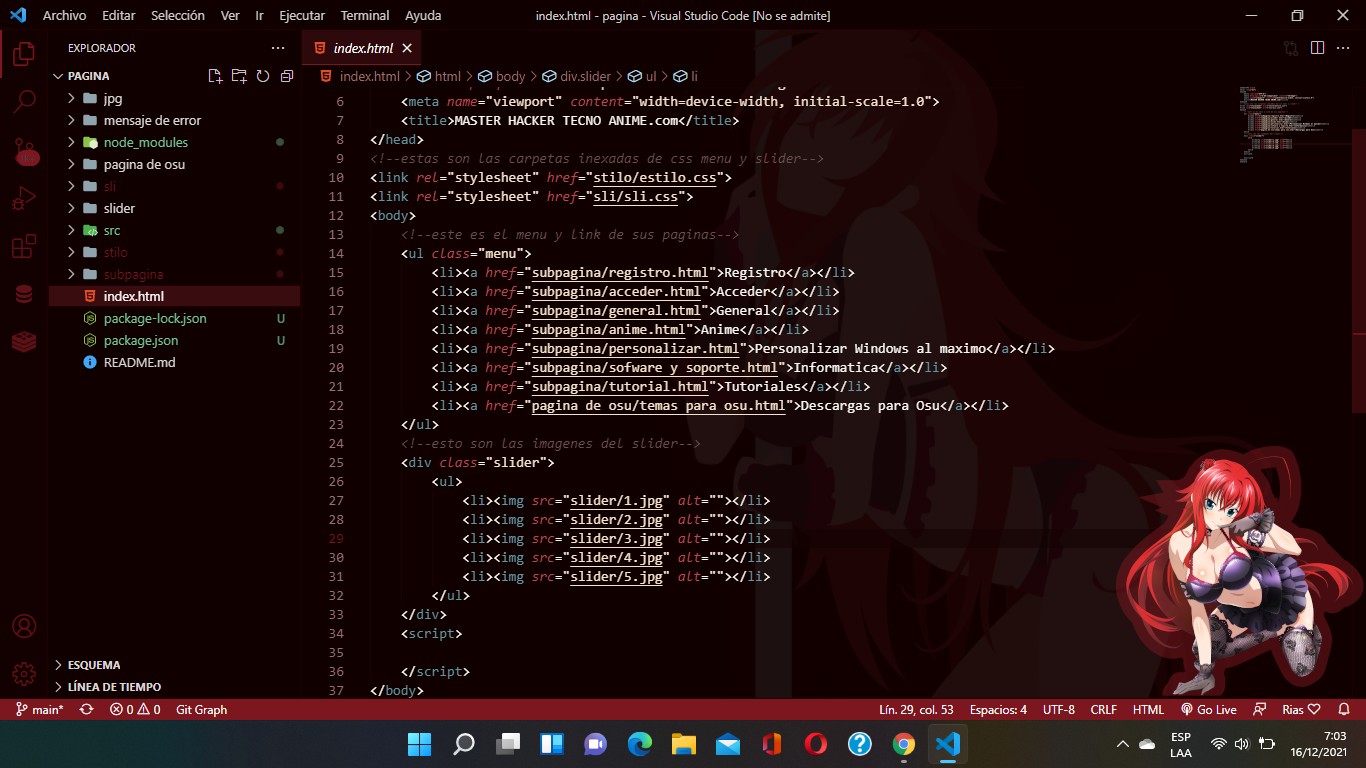 Archivo Editar Selección Ver Ir Ejecutar Terminal Ayuda index.html - pagina - Visual Studio Code [No se admite]
EXPLORADOR
index.html
PAGINA
index.html > html > body > div.slider > ul > li
jpg
mensaje de error
node_modules
pagina de osu
sli
slider
src
stilo
subpagina
index.html
package-lock.json U
package.json U
README.md
ESQUEMA
LÍNEA DE TIEMPO
6 <meta name="viewport" content="width=device-width, initial-scale=1.0">
7 <title>MASTER HACKER TECNO ANIME.com</title>
8 </head>
9 <!--estas son las carpetas inexadas de css menu y slider-->
10 <link rel="stylesheet" href="stilo/estilo.css">
11 <link rel="stylesheet" href="sli/sli.css">
12 <body>
13 <!--este es el menu y link de sus paginas-->
14 <ul class="menu">
15 <li><a href="subpagina/registro.html">Registro</a></li>
16 <li><a href="subpagina/acceder.html">Acceder</a></li>
17 <li><a href="subpagina/general.html">General</a></li>
18 <li><a href="subpagina/anime.html">Anime</a></li>
19 <li><a href="subpagina/personalizar.html">Personalizar Windows al maximo</a></li>
20 <li><a href="subpagina/sofware y soporte.html">Informatica</a></li>
21 <li><a href="subpagina/tutorial.html">Tutoriales</a></li>
22 <li><a href="pagina de osu/temas para osu.html">Descargas para Osu</a></li>
23 </ul>
24 <!--esto son las imagenes del slider-->
25 <div class="slider">
26 <ul>
27 <li><img src="slider/1.jpg" alt=""></li>
28 <li><img src="slider/2.jpg" alt=""></li>
29 <li><img src="slider/3.jpg" alt=""></li>
30 <li><img src="slider/4.jpg" alt=""></li>
31 <li><img src="slider/5.jpg" alt=""></li>
32 </ul>
33 </div>
34 <script>
35
36 </script>
37 </body>
main* 0 0 Git Graph Lín. 29, col. 53 Espacios: 4 UTF-8 CRLF HTML Go Live Rias
ESP
LAA
7:03
16/12/2021